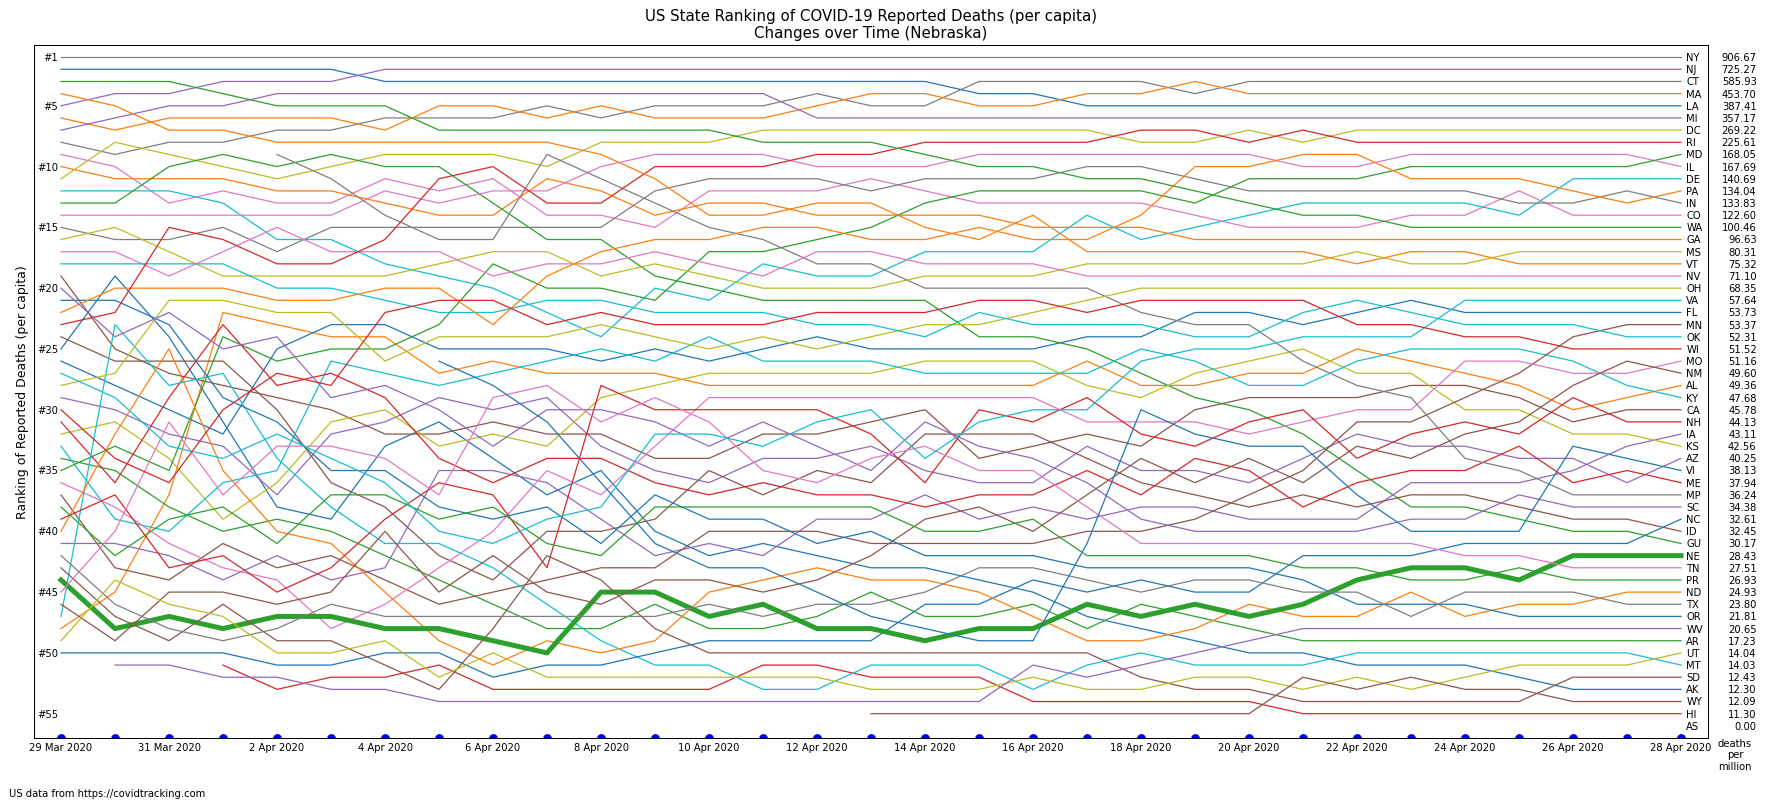 US State Ranking of COVID-19 Reported Deaths (per capita)
Changes over Time (Nebraska)
Ranking of Reported Deaths (per capita)
#1
#5
#10
#15
#20
#25
#30
#35
#40
#45
#50
#55
NY 906.67
NJ 725.27
CT 585.93
MA 453.70
LA 387.41
MI 357.17
DC 269.22
RI 225.61
MD 168.05
IL 167.69
DE 140.69
PA 134.04
IN 133.83
CO 122.60
WA 100.46
GA 96.63
MS 80.31
VT 75.32
NV 71.10
OH 68.35
VA 57.64
FL 53.73
MN 53.37
OK 52.31
WI 51.52
MO 51.16
NM 49.60
AL 49.36
KY 47.68
CA 45.78
NH 44.13
IA 43.11
KS 42.56
AZ 40.25
VI 38.13
ME 37.94
MP 36.24
SC 34.38
NC 32.61
ID 32.45
GU 30.17
NE 28.43
TN 27.51
PR 26.93
ND 24.93
TX 23.80
OR 21.81
WV 20.65
AR 17.23
UT 14.04
MT 14.03
SD 12.43
AK 12.30
WY 12.09
HI 11.30
AS 0.00
29 Mar 2020 31 Mar 2020 2 Apr 2020 4 Apr 2020 6 Apr 2020 8 Apr 2020 10 Apr 2020 12 Apr 2020 14 Apr 2020 16 Apr 2020 18 Apr 2020 20 Apr 2020 22 Apr 2020 24 Apr 2020 26 Apr 2020 28 Apr 2020
deaths
per
million
US data from https://covidtracking.com